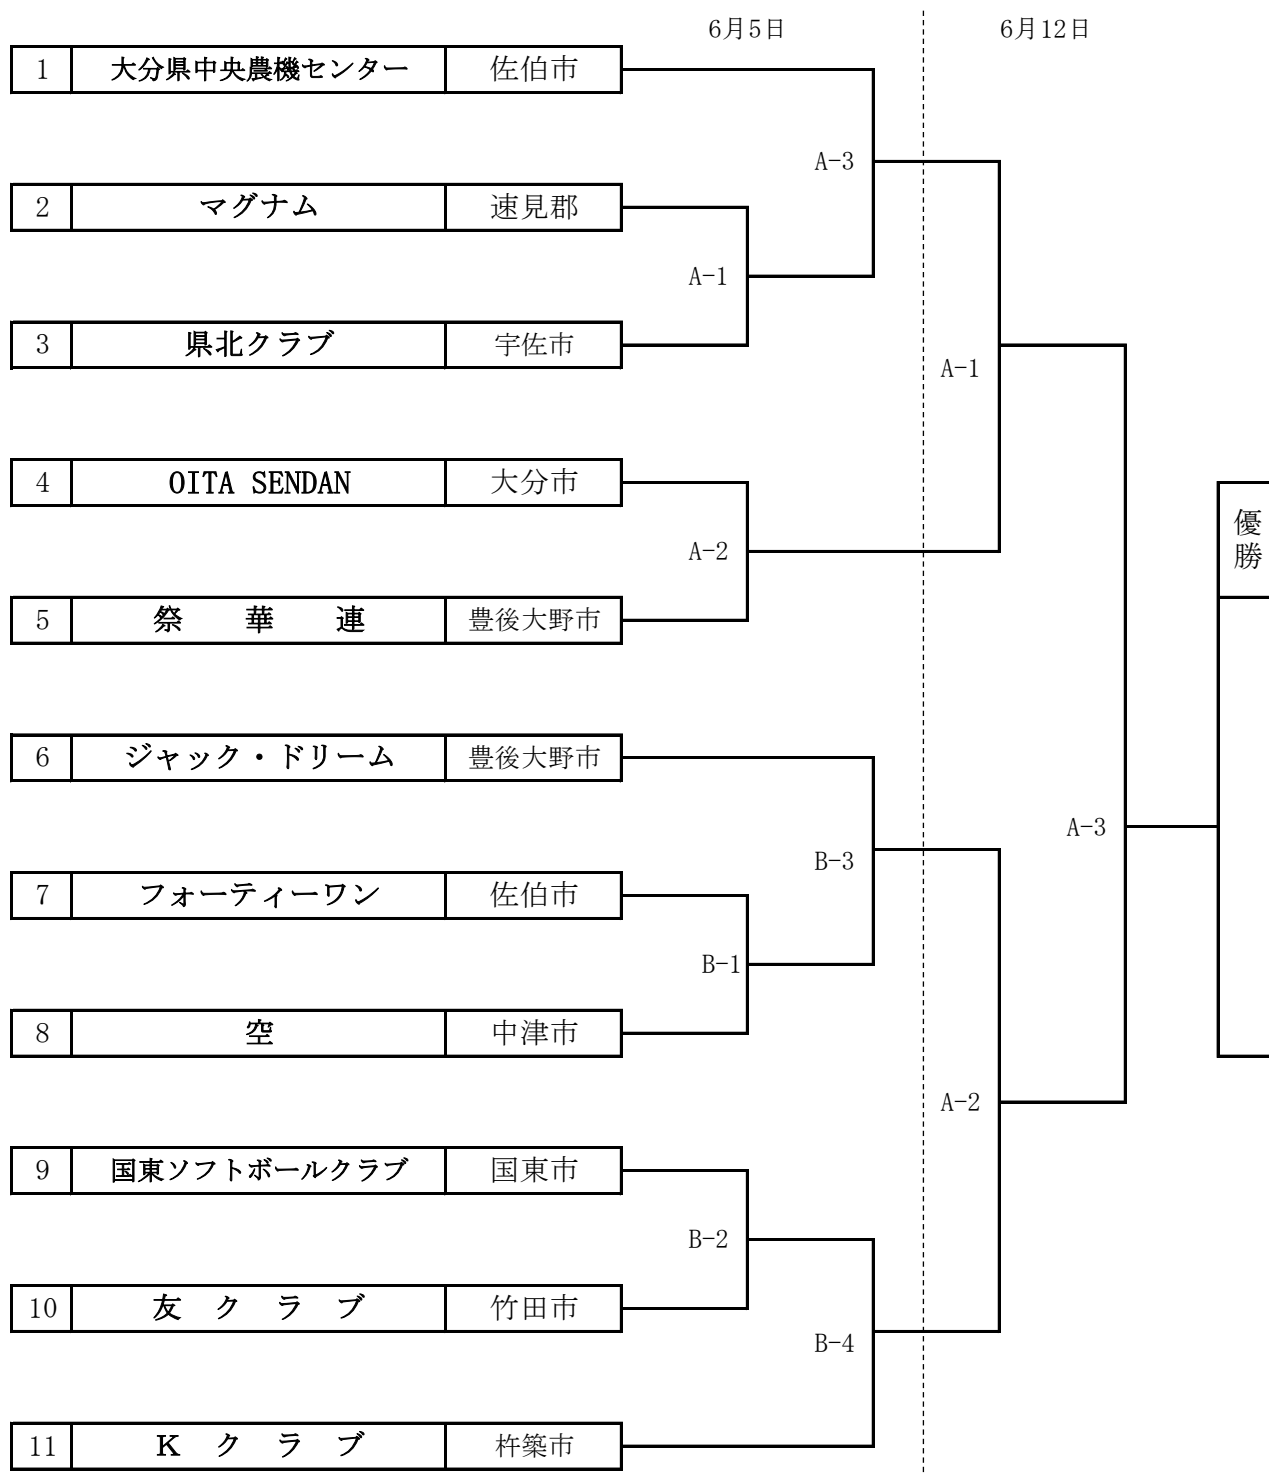 6月5日 6月12日
1 大分県中央農機センター 佐伯市
A-3
2 マグナム 速見郡
A-1
3 県北クラブ 宇佐市
A-1
4 OITA SENDAN 大分市
優勝
A-2
5 祭 華 連 豊後大野市
6 ジャック・ドリーム 豊後大野市
A-3
B-3
7 フォーティーワン 佐伯市
B-1
8 空 中津市
A-2
9 国東ソフトボールクラブ 国東市
B-2
10 友 ク ラ ブ 竹田市
B-4
11 K ク ラ ブ 杵築市